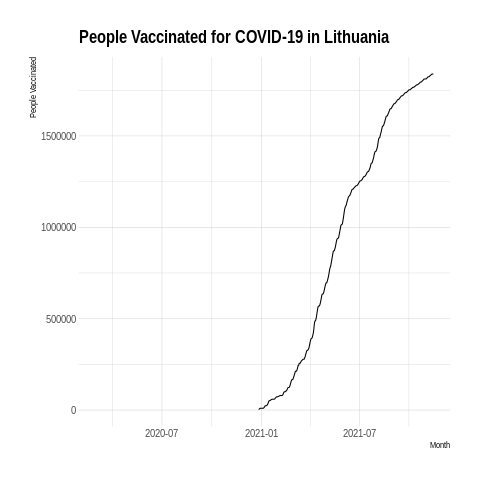 People Vaccinated for COVID-19 in Lithuania
People Vaccinated
1500000
1000000
500000
0
2020-07 2021-01 2021-07
Month